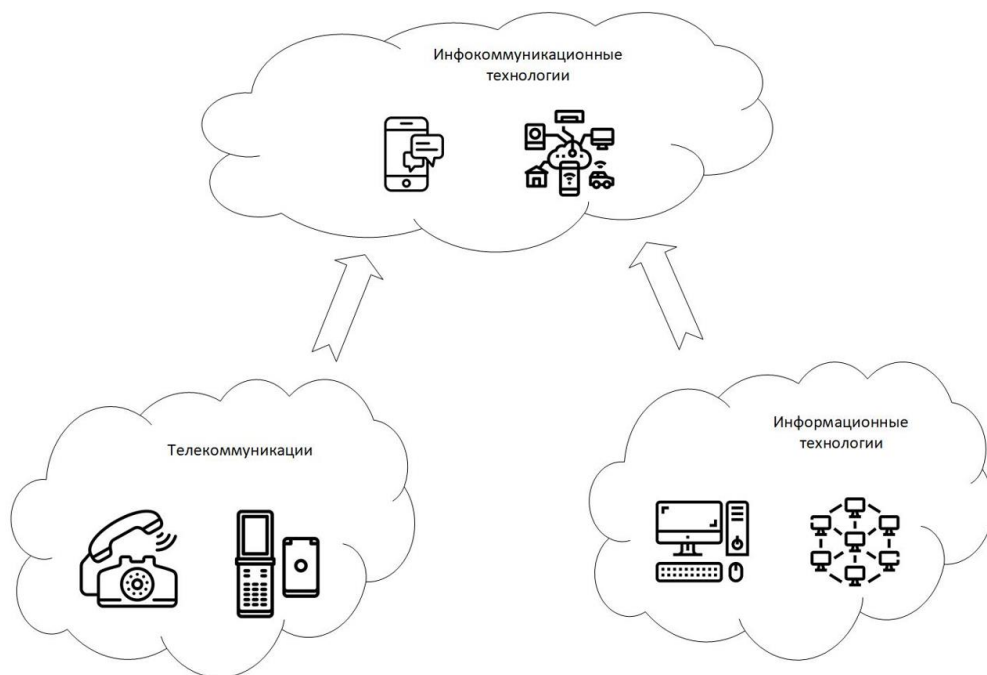 Инфокоммуникационные
технологии
Телекоммуникации
Информационные
технологии